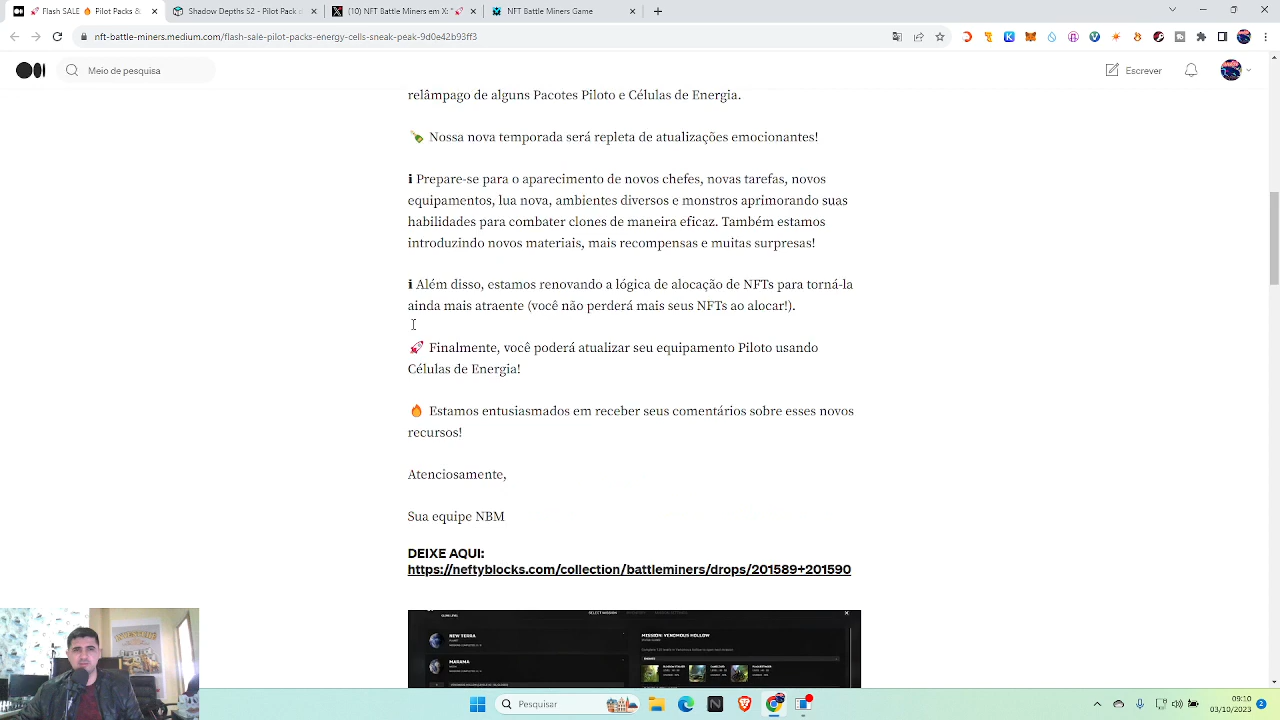 Flash SALE Pilot Packs &
Shadow Depths S2 - Pilot Pack
(10) NFT Battle Miners em X: "
NFT Battle Miners Game
nft-battle-miners.medium.com/flash-sale-pilot-packs-energy-cells-sneak-peak-9d0e42b93ff3
Meio de pesquisa
Escrever
relâmpago de alguns Pacotes Piloto e Células de Energia.
Nossa nova temporada será repleta de atualizações emocionantes!
ℹ Prepare-se para o aparecimento de novos chefes, novas tarefas, novos
equipamentos, lua nova, ambientes diversos e monstros aprimorando suas
habilidades para combater clones de maneira eficaz. Também estamos
introduzindo novos materiais, mais recompensas e muitas surpresas!
ℹ Além disso, estamos renovando a lógica de alocação de NFTs para torná-la
ainda mais atraente (você não perderá mais seus NFTs ao alocar!).
🚀 Finalmente, você poderá atualizar seu equipamento Piloto usando
Células de Energia!
🔥 Estamos entusiasmados em receber seus comentários sobre esses novos
recursos!
Atenciosamente,
Sua equipe NBM
DEIXE AQUI:
https://neftyblocks.com/collection/battleminers/drops/201589+201590
SELECT MISSION
NEW TERRA
PLANET
MARANA
MOON
MISSION: VENOMOUS HOLLOW
Pesquisar
09:10
03/10/2023